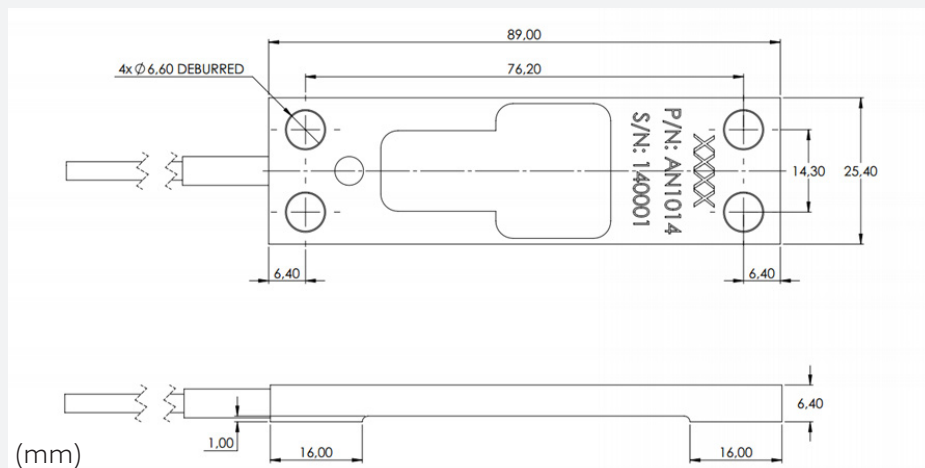 89,00
4x Ø 6,60 DEBURRED
76,20
P/N: AN1014
S/N: 140001
XXXX
14,30
25,40
6,40
6,40
6,40
1,00
16,00
16,00
(mm)